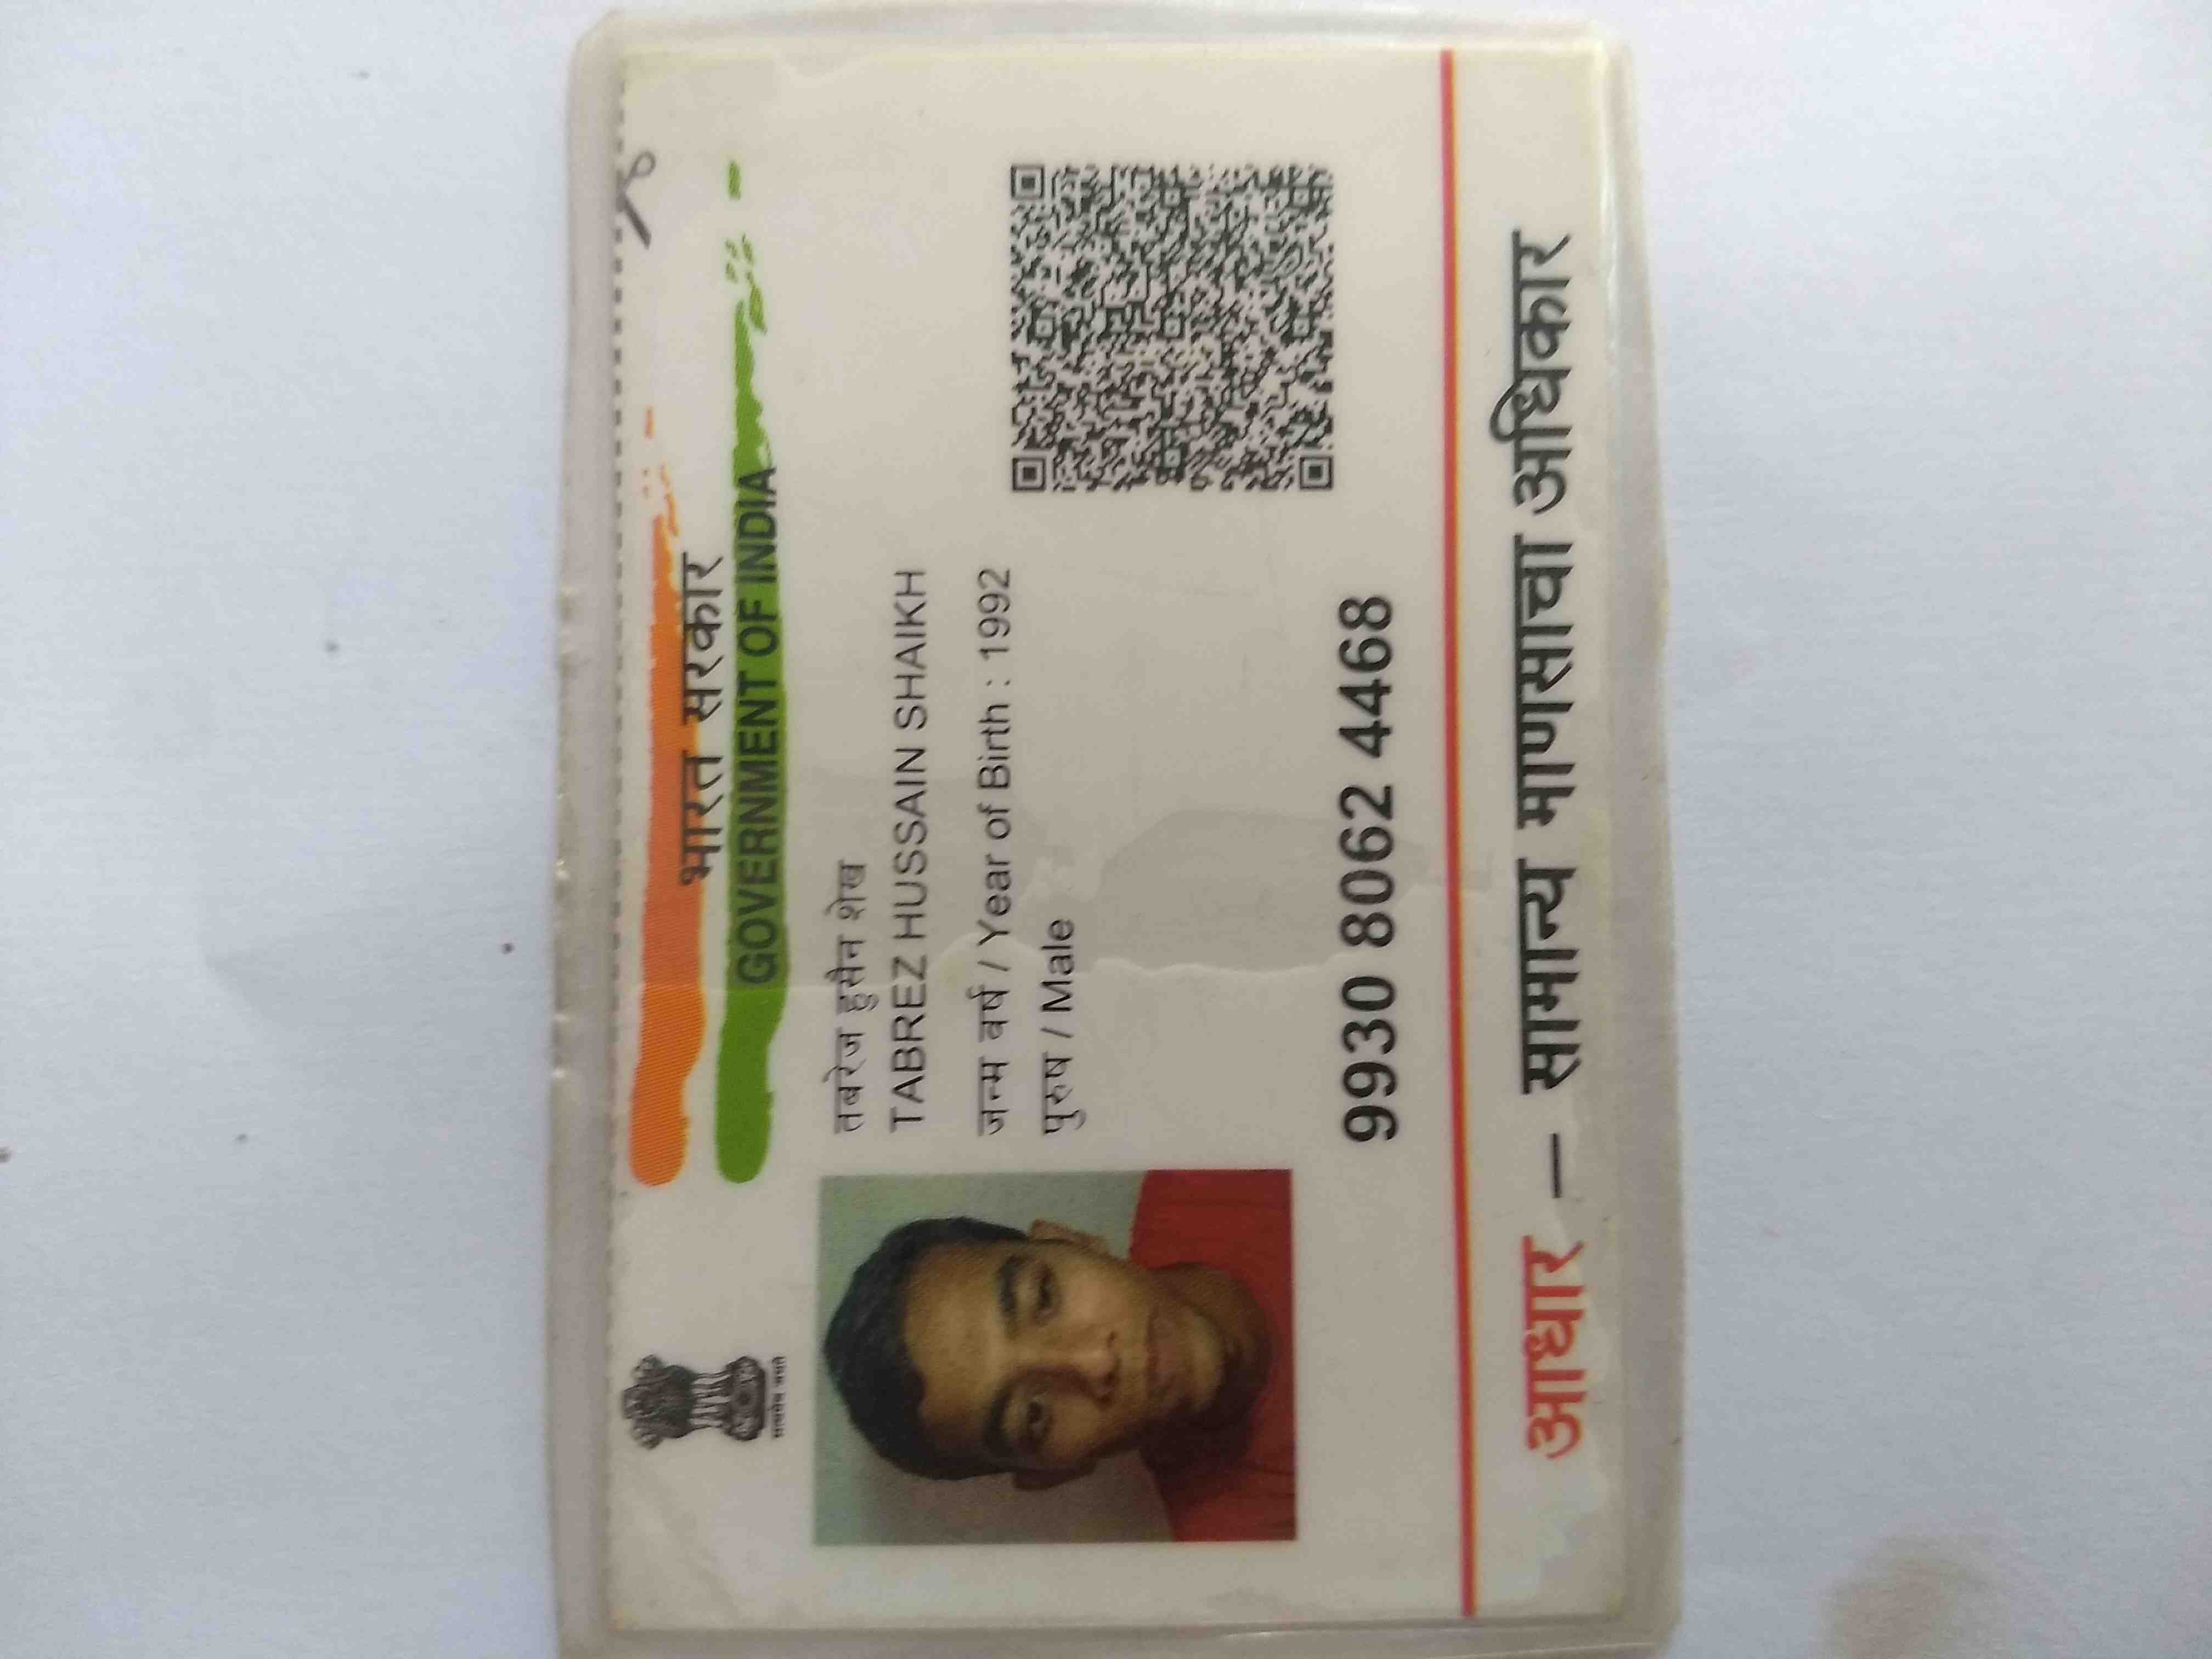 भारत सरकार
GOVERNMENT OF INDIA
सत्यमेव जयते
तबरेज हुसैन शेख
TABREZ HUSSAIN SHAIKH
जन्म वर्ष / Year of Birth : 1992
पुरुष / Male
9930 8062 4468
आधार – सामान्य माणसाचा अधिकार